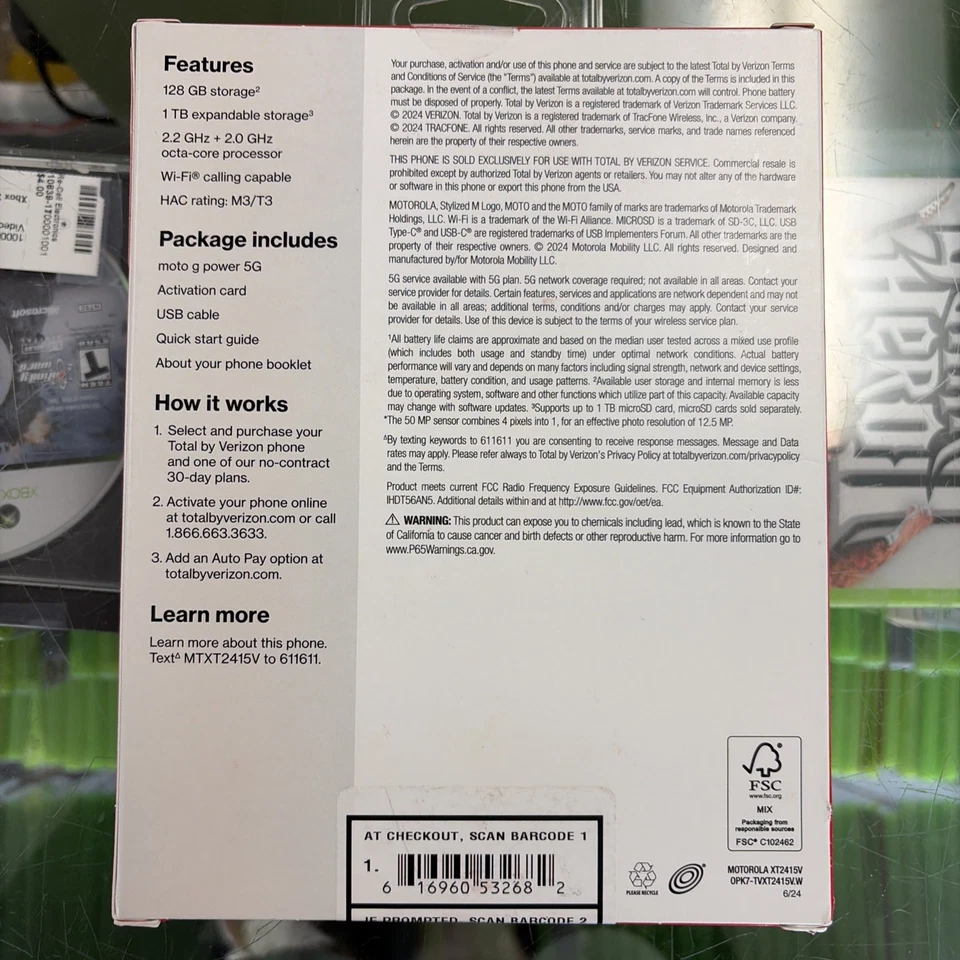 Features
128 GB storage²
1 TB expandable storage³
2.2 GHz + 2.0 GHz
octa-core processor
Wi-Fi® calling capable
HAC rating: M3/T3
Package includes
moto g power 5G
Activation card
USB cable
Quick start guide
About your phone booklet
How it works
1. Select and purchase your
Total by Verizon phone
and one of our no-contract
30-day plans.
2. Activate your phone online
at totalbyverizon.com or call
1.866.663.3633.
3. Add an Auto Pay option at
totalbyverizon.com.
Learn more
Learn more about this phone.
Text∆ MTXT2415V to 611611.
Your purchase, activation and/or use of this phone and service are subject to the latest Total by Verizon Terms
and Conditions of Service (the "Terms") available at totalbyverizon.com. A copy of the Terms is included in this
package. In the event of a conflict, the latest Terms available at totalbyverizon.com will control. Phone battery
must be disposed of properly. Total by Verizon is a registered trademark of Verizon Trademark Services LLC.
© 2024 VERIZON. Total by Verizon is a registered trademark of TracFone Wireless, Inc., a Verizon company.
© 2024 TRACFONE. All rights reserved. All other trademarks, service marks, and trade names referenced
herein are the property of their respective owners.
THIS PHONE IS SOLD EXCLUSIVELY FOR USE WITH TOTAL BY VERIZON SERVICE. Commercial resale is
prohibited except by authorized Total by Verizon agents or retailers. You may not alter any of the hardware
or software in this phone or export this phone from the USA.
MOTOROLA, Stylized M Logo, MOTO and the MOTO family of marks are trademarks of Motorola Trademark
Holdings, LLC. Wi-Fi is a trademark of the Wi-Fi Alliance. MICROSD is a trademark of SD-3C, LLC. USB
Type-C® and USB-C® are registered trademarks of USB Implementers Forum. All other trademarks are the
property of their respective owners. © 2024 Motorola Mobility LLC. All rights reserved. Designed and
manufactured by/for Motorola Mobility LLC.
5G service available with 5G plan. 5G network coverage required; not available in all areas. Contact your
service provider for details. Certain features, services and applications are network dependent and may not
be available in all areas; additional terms, conditions and/or charges may apply. Contact your service
provider for details. Use of this device is subject to the terms of your wireless service plan.
¹All battery life claims are approximate and based on the median user tested across a mixed use profile
(which includes both usage and standby time) under optimal network conditions. Actual battery
performance will vary and depends on many factors including signal strength, network and device settings,
temperature, battery condition, and usage patterns. ²Available user storage and internal memory is less
due to operating system, software and other functions which utilize part of this capacity. Available capacity
may change with software updates. ³Supports up to 1 TB microSD card, microSD cards sold separately.
*The 50 MP sensor combines 4 pixels into 1, for an effective photo resolution of 12.5 MP.
∆By texting keywords to 611611 you are consenting to receive response messages. Message and Data
rates may apply. Please refer always to Total by Verizon's Privacy Policy at totalbyverizon.com/privacypolicy
and the Terms.
Product meets current FCC Radio Frequency Exposure Guidelines. FCC Equipment Authorization ID#:
IHDT56AN5. Additional details within and at http://www.fcc.gov/oet/ea.
⚠ WARNING: This product can expose you to chemicals including lead, which is known to the State
of California to cause cancer and birth defects or other reproductive harm. For more information go to
www.P65Warnings.ca.gov.
FSC
www.fsc.org
MIX
Packaging from
responsible sources
FSC® C102462
PLEASE RECYCLE
MOTOROLA XT2415V
OPK7-TVXT2415V.W
6/24
AT CHECKOUT, SCAN BARCODE 1
1.
6 16960 53268 2
IF PROMPTED, SCAN BARCODE 2
$4.00
Xbox
Video
Microsoft
TEEN
XBOX